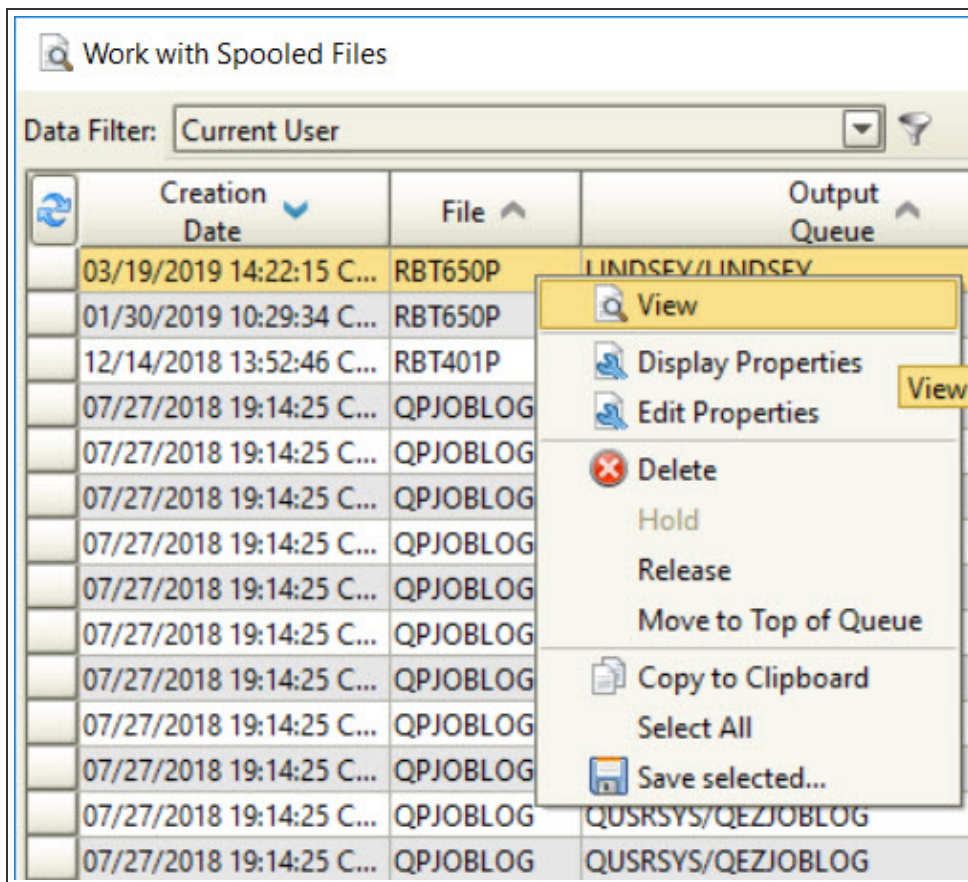 Work with Spooled Files
Data Filter: Current User
Creation Date File Output Queue
03/19/2019 14:22:15 C... RBT650P LINDSEY/LINDSEY
01/30/2019 10:29:34 C... RBT650P
12/14/2018 13:52:46 C... RBT401P
07/27/2018 19:14:25 C... QPJOBLOG
07/27/2018 19:14:25 C... QPJOBLOG
07/27/2018 19:14:25 C... QPJOBLOG
07/27/2018 19:14:25 C... QPJOBLOG
07/27/2018 19:14:25 C... QPJOBLOG
07/27/2018 19:14:25 C... QPJOBLOG
07/27/2018 19:14:25 C... QPJOBLOG
07/27/2018 19:14:25 C... QPJOBLOG
07/27/2018 19:14:25 C... QPJOBLOG
07/27/2018 19:14:25 C... QPJOBLOG QUSRSYS/QEZJOBLOG
07/27/2018 19:14:25 C... QPJOBLOG QUSRSYS/QEZJOBLOG
View
Display Properties
Edit Properties
Delete
Hold
Release
Move to Top of Queue
Copy to Clipboard
Select All
Save selected...
View